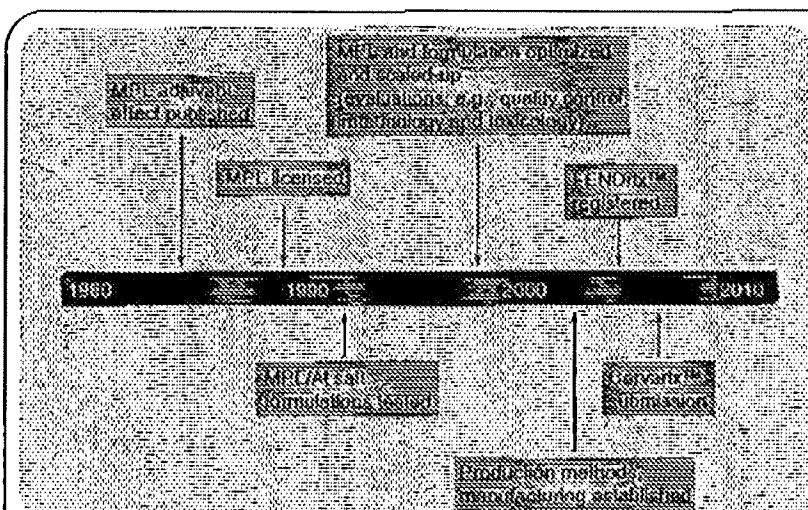 MPL adjuvant
effect published
MPL and formulation optimized
and scaled-up
(evaluations, e.g., quality control,
immunology and toxicology)
MPL licensed
FENDrix™
registered
1980
1990
2000
2010
MPL/Al salt
formulations tested
Cervarix™
submission
Production method
manufacturing established